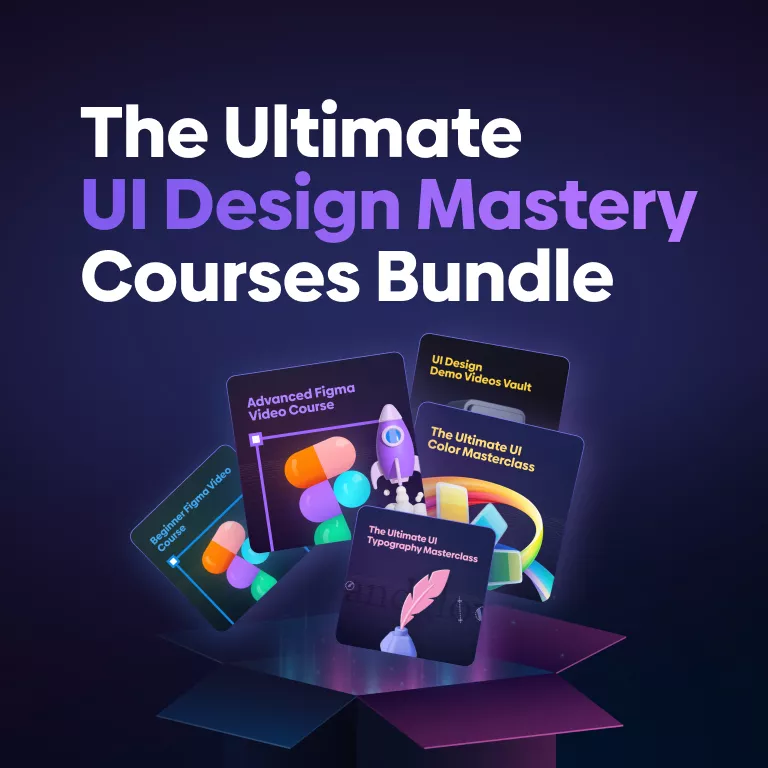 The Ultimate
UI Design Mastery
Courses Bundle
UI Design
Demo Videos Vault
Advanced Figma
Video Course
The Ultimate UI
Color Masterclass
Beginner Figma Video
Course
The Ultimate UI
Typography Masterclass